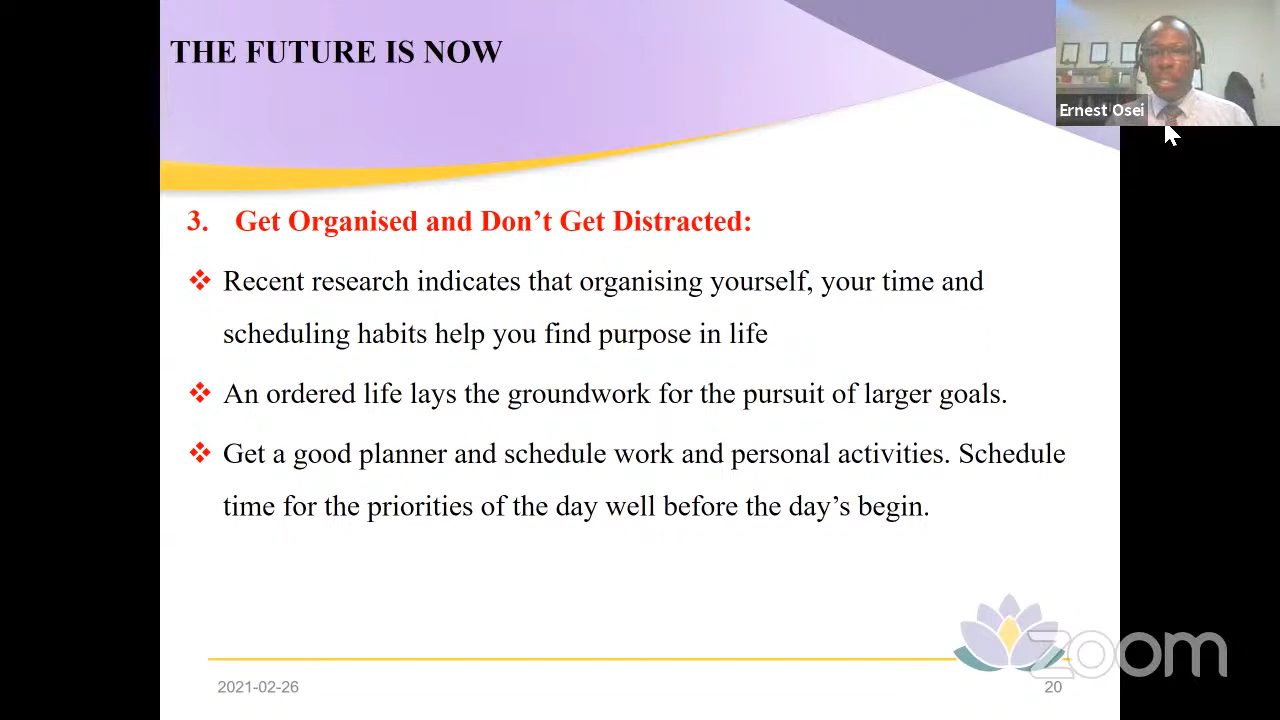 THE FUTURE IS NOW
Ernest Osei
3. Get Organised and Don’t Get Distracted:
Recent research indicates that organising yourself, your time and
scheduling habits help you find purpose in life
An ordered life lays the groundwork for the pursuit of larger goals.
Get a good planner and schedule work and personal activities. Schedule
time for the priorities of the day well before the day’s begin.
zoom
2021-02-26
20